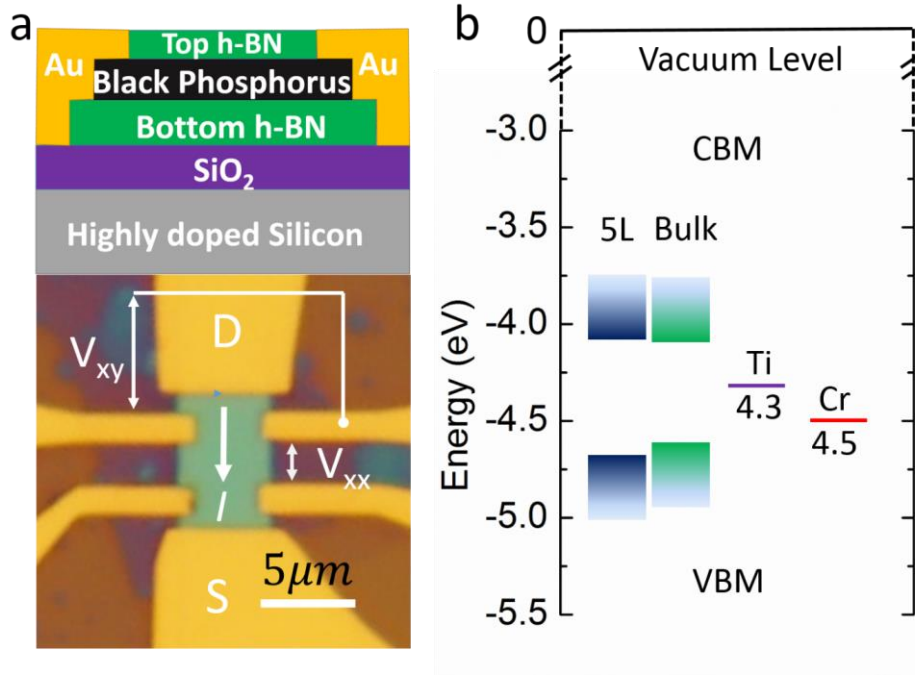 a
Top h-BN
Au
Black Phosphorus
Au
Bottom h-BN
SiO₂
Highly doped Silicon
D
Vxy
Vxx
I
S
5μm
b
0
Vacuum Level
-3.0
CBM
-3.5
5L Bulk
-4.0
Ti
4.3
Cr
-4.5
4.5
-5.0
VBM
-5.5
Energy (eV)